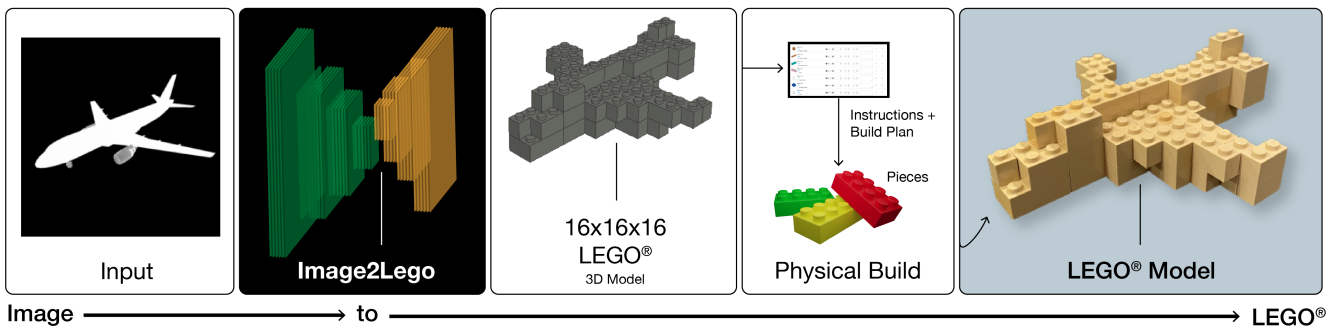 Input
Image2Lego
16x16x16
LEGO®
3D Model
Instructions +
Build Plan
Pieces
Physical Build
LEGO® Model
Image to LEGO®